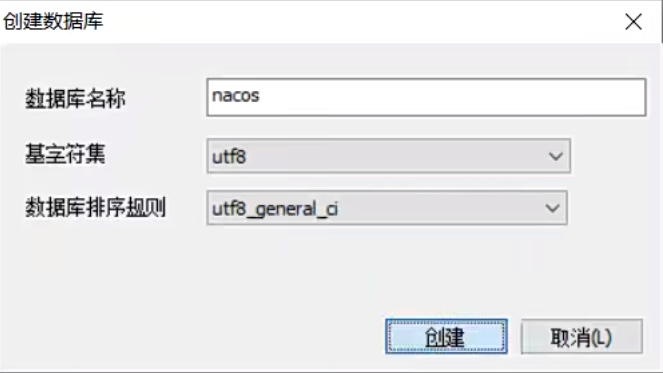 创建数据库
数据库名称 nacos
基字符集 utf8
数据库排序规则 utf8_general_ci
创建 取消(L)